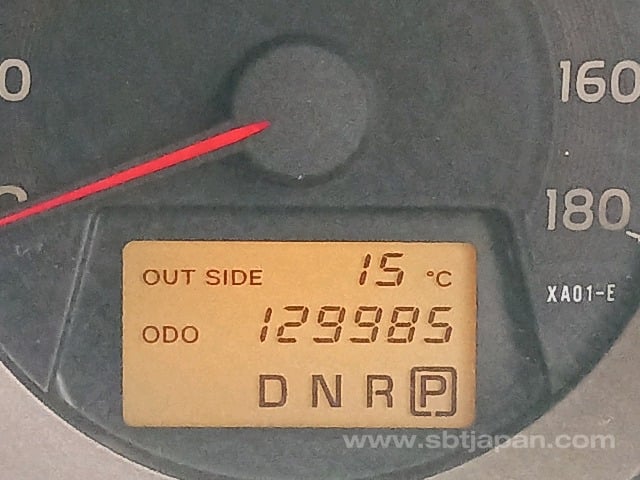 160
180
XA01-E
OUT SIDE 15 °C
ODO 129985
D N R P
www.sbtjapan.com